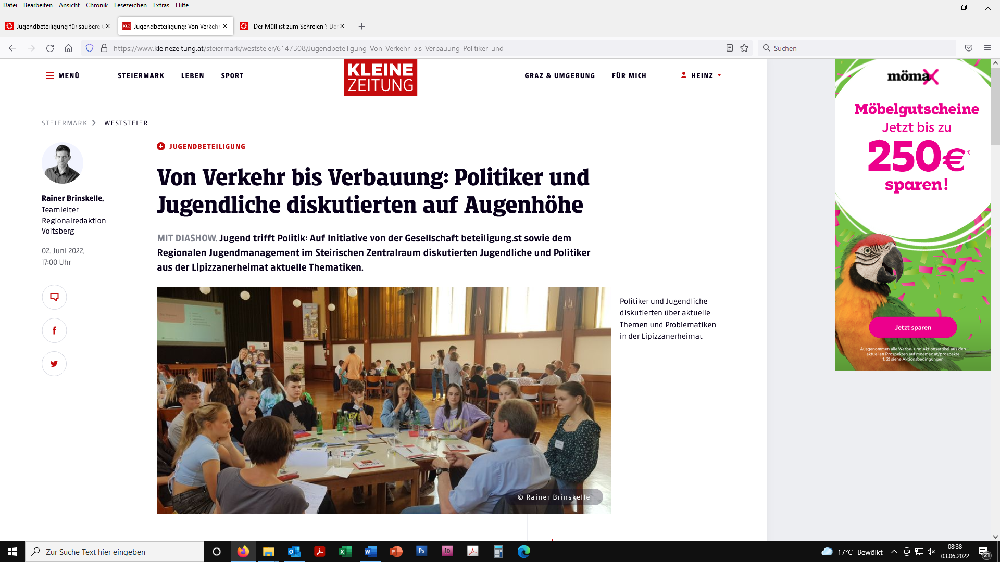 Datei Bearbeiten Ansicht Chronik Lesezeichen Extras Hilfe
Jugendbeteiligung für saubere
KLZ Jugendbeteiligung: Von Verkehr
"Der Müll ist zum Schreien": De
https://www.kleinezeitung.at/steiermark/weststeier/6147308/Jugendbeteiligung_Von-Verkehr-bis-Verbauung_Politiker-und
Suchen
MENÜ STEIERMARK LEBEN SPORT
KLEINE
ZEITUNG
GRAZ & UMGEBUNG FÜR MICH HEINZ
STEIERMARK WESTSTEIER
JUGENDBETEILIGUNG
Von Verkehr bis Verbauung: Politiker und
Jugendliche diskutierten auf Augenhöhe
Rainer Brinskelle,
Teamleiter
Regionalredaktion
Voitsberg
02. Juni 2022,
17:00 Uhr
MIT DIASHOW. Jugend trifft Politik: Auf Initiative von der Gesellschaft beteiligung.st sowie dem
Regionalen Jugendmanagement im Steirischen Zentralraum diskutierten Jugendliche und Politiker
aus der Lipizzanerheimat aktuelle Thematiken.
© Rainer Brinskelle
Politiker und Jugendliche
diskutierten über aktuelle
Themen und Problematiken
in der Lipizzanerheimat
mömax
Möbelgutscheine
Jetzt bis zu
250€ 1)
sparen!
Jetzt sparen
Ausgenommen alle Werbe- und Aktionsartikel aus den
aktuellen Prospekten auf moemax.at/prospekte
1, 2) siehe Aktionsbedingungen
Zur Suche Text hier eingeben
Ps
Id
17°C Bewölkt
08:38
03.06.2022
21